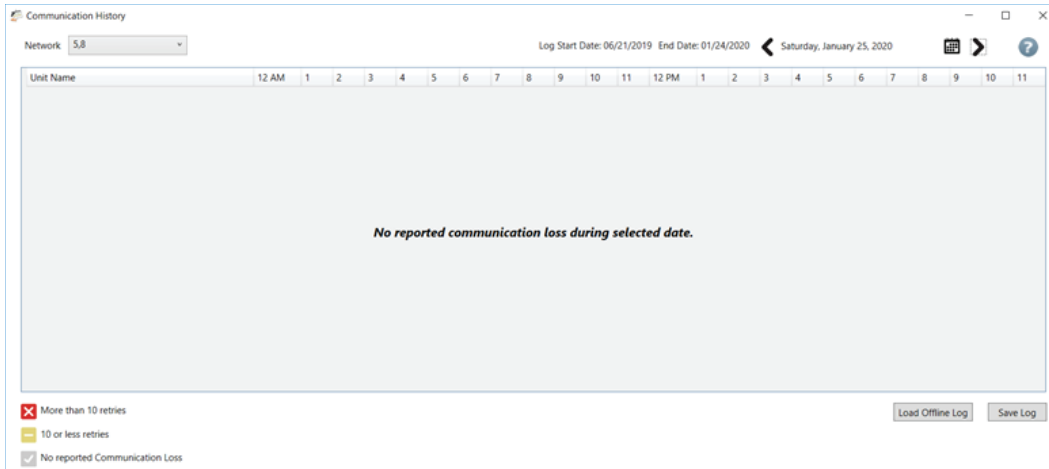 Communication History
Network 5,8 Log Start Date: 06/21/2019 End Date: 01/24/2020 Saturday, January 25, 2020
Unit Name 12 AM 1 2 3 4 5 6 7 8 9 10 11 12 PM 1 2 3 4 5 6 7 8 9 10 11
No reported communication loss during selected date.
More than 10 retries Load Offline Log Save Log
10 or less retries
No reported Communication Loss